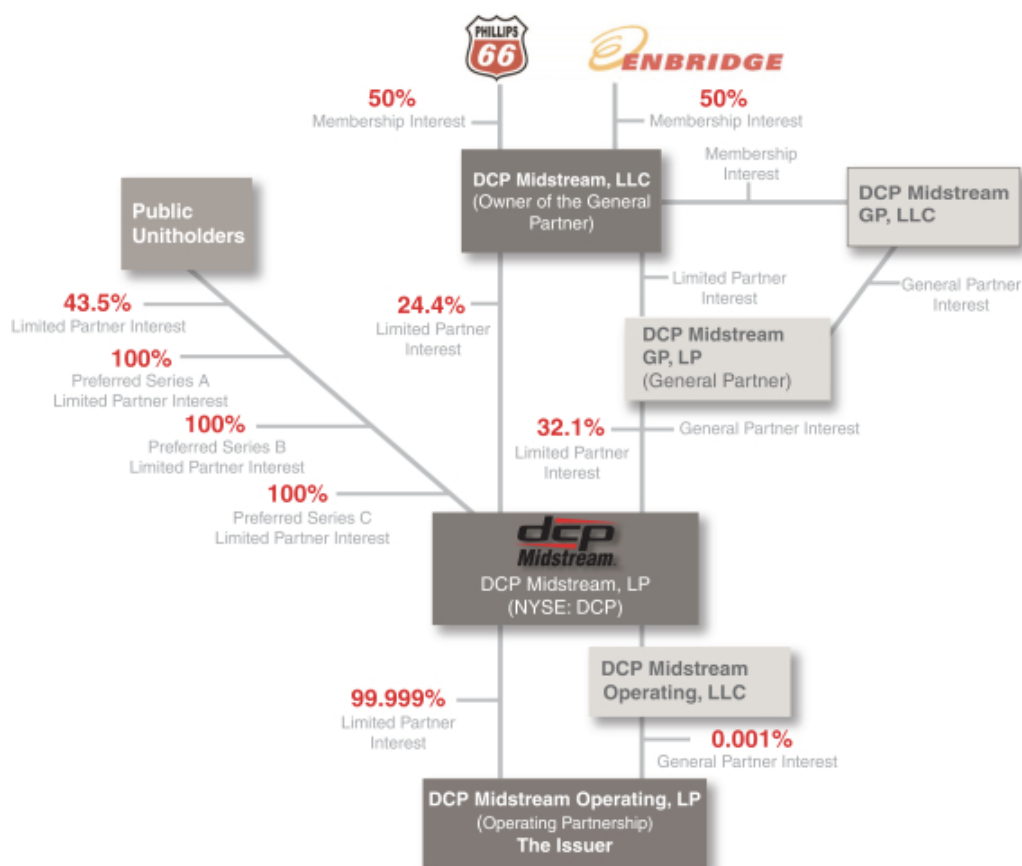 PHILLIPS
66
ENBRIDGE
50%
Membership Interest
50%
Membership Interest
Membership
Interest
DCP Midstream, LLC
(Owner of the General
Partner)
DCP Midstream
GP, LLC
Public
Unitholders
43.5%
Limited Partner Interest
24.4%
Limited Partner
Interest
Limited Partner
Interest
General Partner
Interest
DCP Midstream
GP, LP
(General Partner)
100%
Preferred Series A
Limited Partner Interest
100%
Preferred Series B
Limited Partner Interest
32.1%
Limited Partner
Interest
General Partner Interest
100%
Preferred Series C
Limited Partner Interest
dcp
Midstream.
DCP Midstream, LP
(NYSE: DCP)
DCP Midstream
Operating, LLC
99.999%
Limited Partner
Interest
0.001%
General Partner Interest
DCP Midstream Operating, LP
(Operating Partnership)
The Issuer